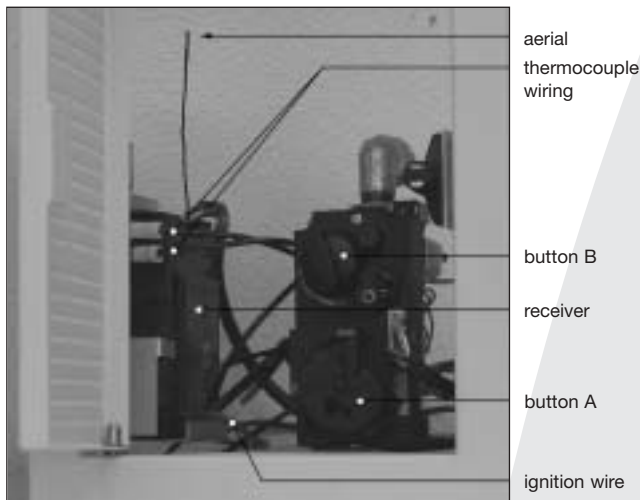 aerial
thermocouple
wiring
button B
receiver
button A
ignition wire